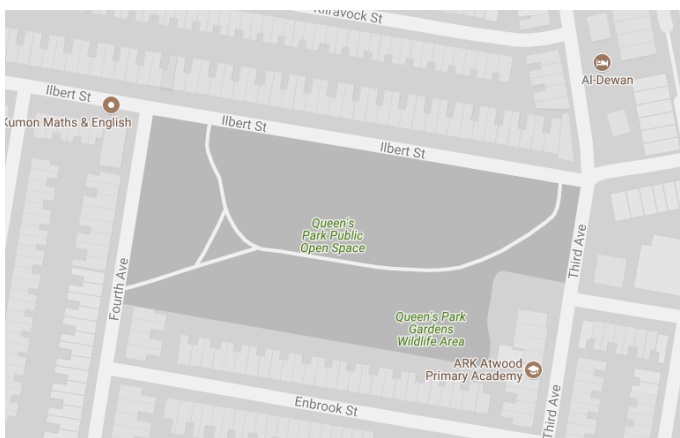 Kilravock St
Al-Dewan
Ilbert St
Kumon Maths & English
Ilbert St
Ilbert St
Queen's
Park Public
Open Space
Third Ave
Fourth Ave
Queen's Park
Gardens
Wildlife Area
ARK Atwood
Primary Academy
Enbrook St
Third Ave